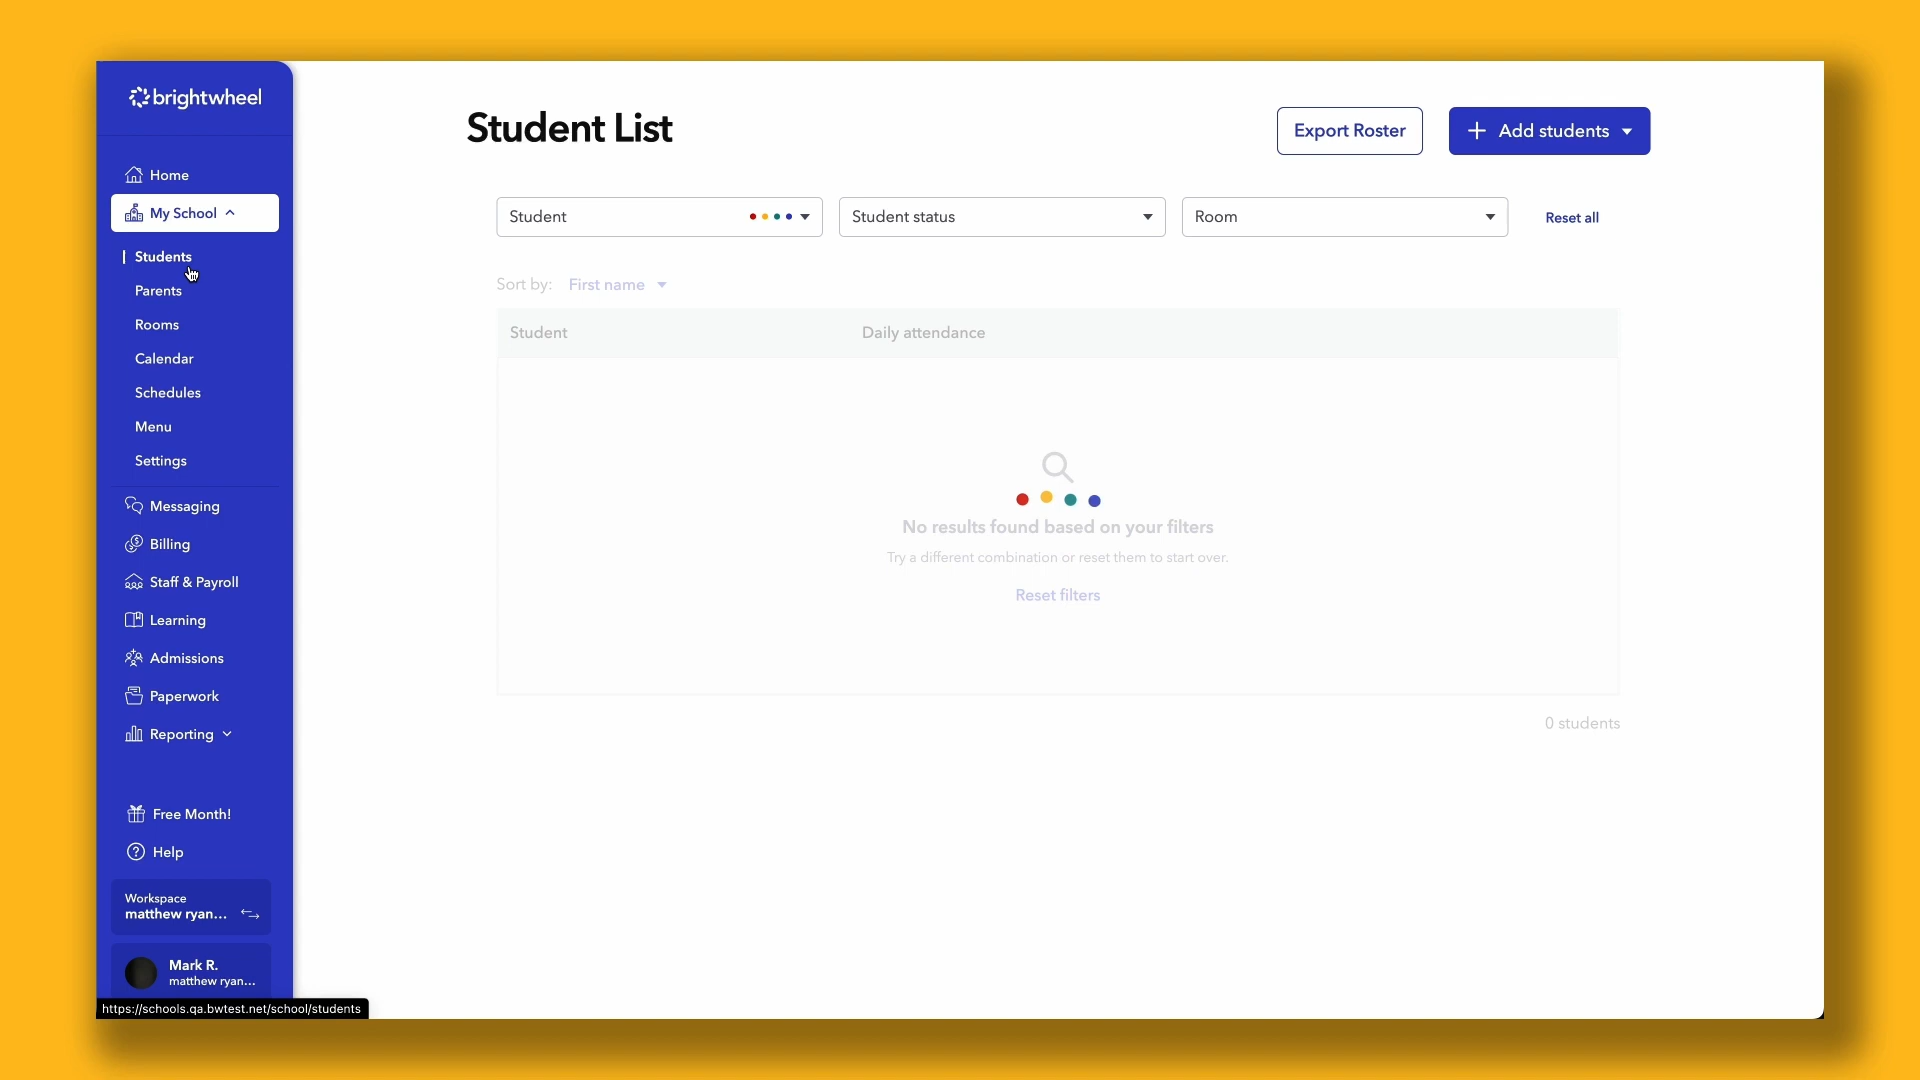 brightwheel
Home
My School
Students
Parents
Rooms
Calendar
Schedules
Menu
Settings
Messaging
Billing
Staff & Payroll
Learning
Admissions
Paperwork
Reporting
Free Month!
Help
Workspace
matthew ryan...
Mark R.
matthew ryan...
https://schools.qa.bwtest.net/school/students
Student List
Export Roster
Add students
Student
Student status
Room
Reset all
Sort by: First name
Student Daily attendance
No results found based on your filters
Try a different combination or reset them to start over.
Reset filters
0 students